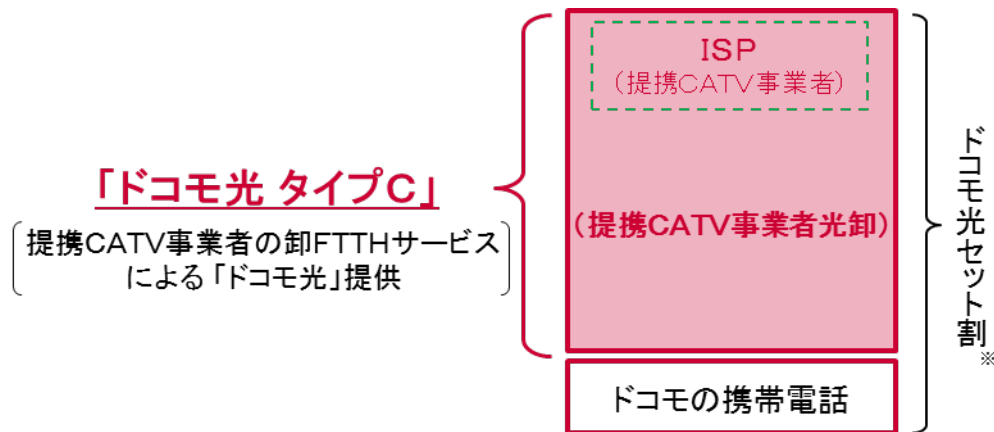 ISP
(提携CATV事業者)
「ドコモ光 タイプC」
提携CATV事業者の卸FTTHサービス
による「ドコモ光」提供
(提携CATV事業者光卸)
ドコモの携帯電話
ドコモ光セット割
※